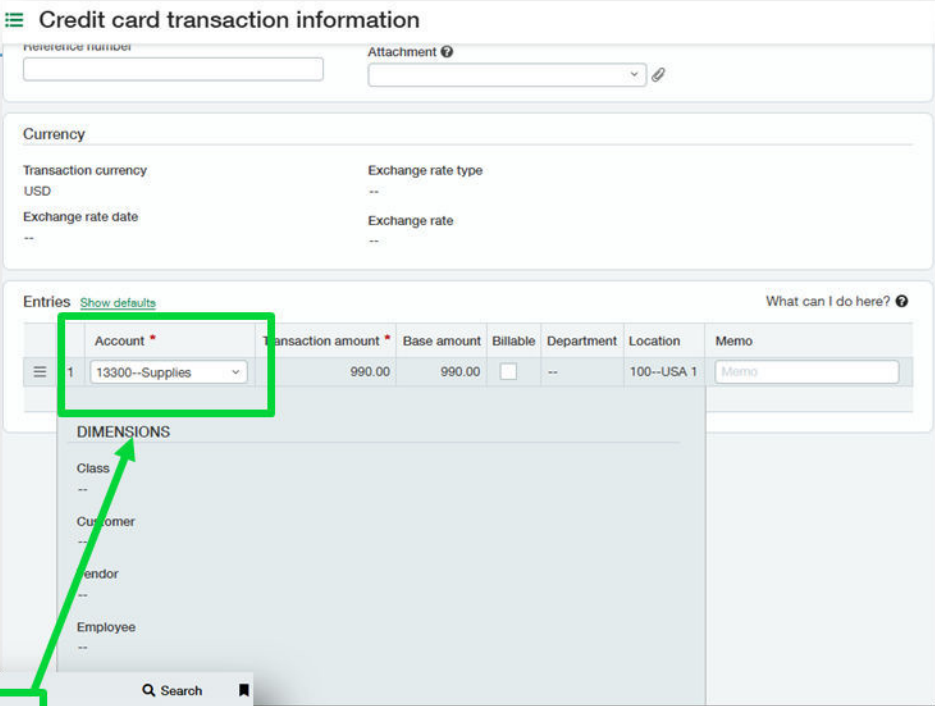 Credit card transaction information
Reference number
Attachment
Currency
Transaction currency
Exchange rate type
USD
--
Exchange rate date
Exchange rate
--
--
Entries Show defaults
What can I do here?
Account * Transaction amount * Base amount Billable Department Location Memo
1 13300--Supplies 990.00 990.00 -- 100--USA 1 Memo
DIMENSIONS
Class
--
Customer
--
Vendor
--
Employee
--
Search